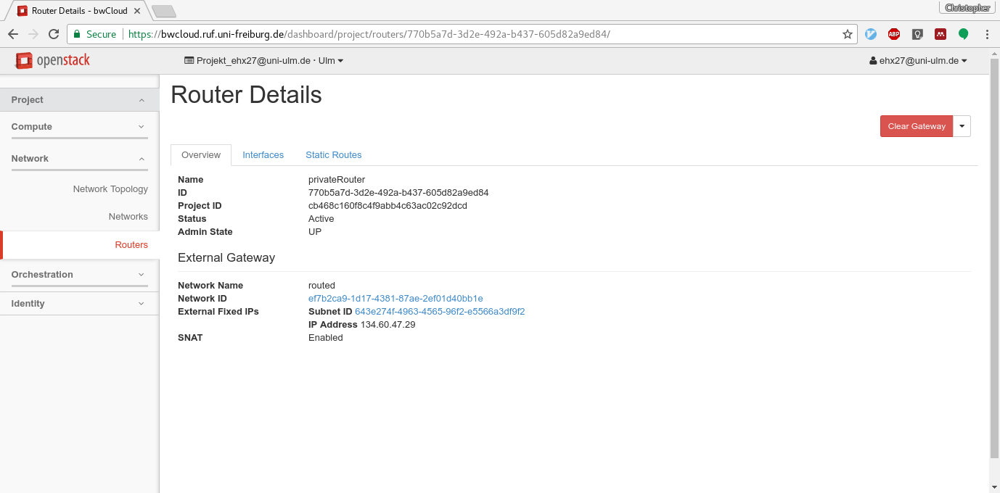 Router Details - bwCloud
Christopher
Secure https://bwcloud.ruf.uni-freiburg.de/dashboard/project/routers/770b5a7d-3d2e-492a-b437-605d82a9ed84/
ABP
openstack
Projekt_ehx27@uni-ulm.de · Ulm
ehx27@uni-ulm.de
Project
Compute
Network
Network Topology
Networks
Routers
Orchestration
Identity
Router Details
Clear Gateway
Overview Interfaces Static Routes
Name privateRouter
ID 770b5a7d-3d2e-492a-b437-605d82a9ed84
Project ID cb468c160f8c4f9abb4c63ac02c92dcd
Status Active
Admin State UP
External Gateway
Network Name routed
Network ID ef7b2ca9-1d17-4381-87ae-2ef01d40bb1e
External Fixed IPs Subnet ID 643e274f-4963-4565-96f2-e5566a3df9f2
IP Address 134.60.47.29
SNAT Enabled